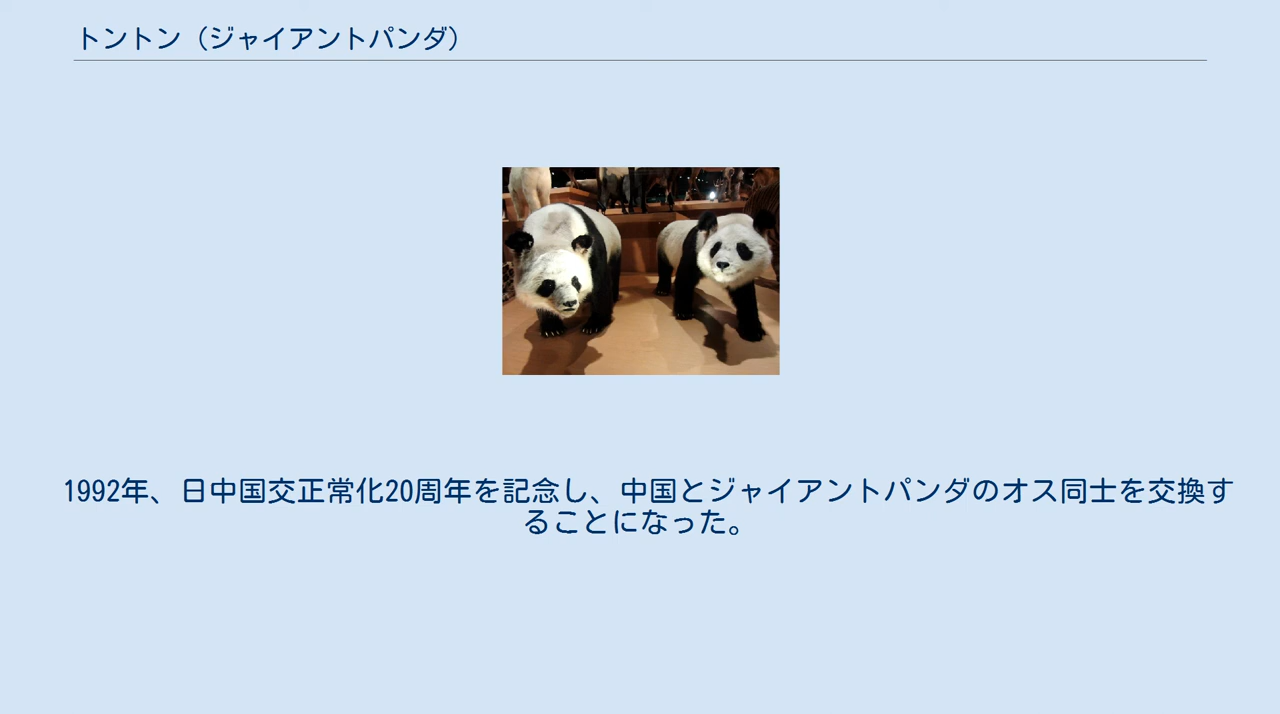 トントン（ジャイアントパンダ）
1992年、日中国交正常化20周年を記念し、中国とジャイアントパンダのオス同士を交換す
ることになった。